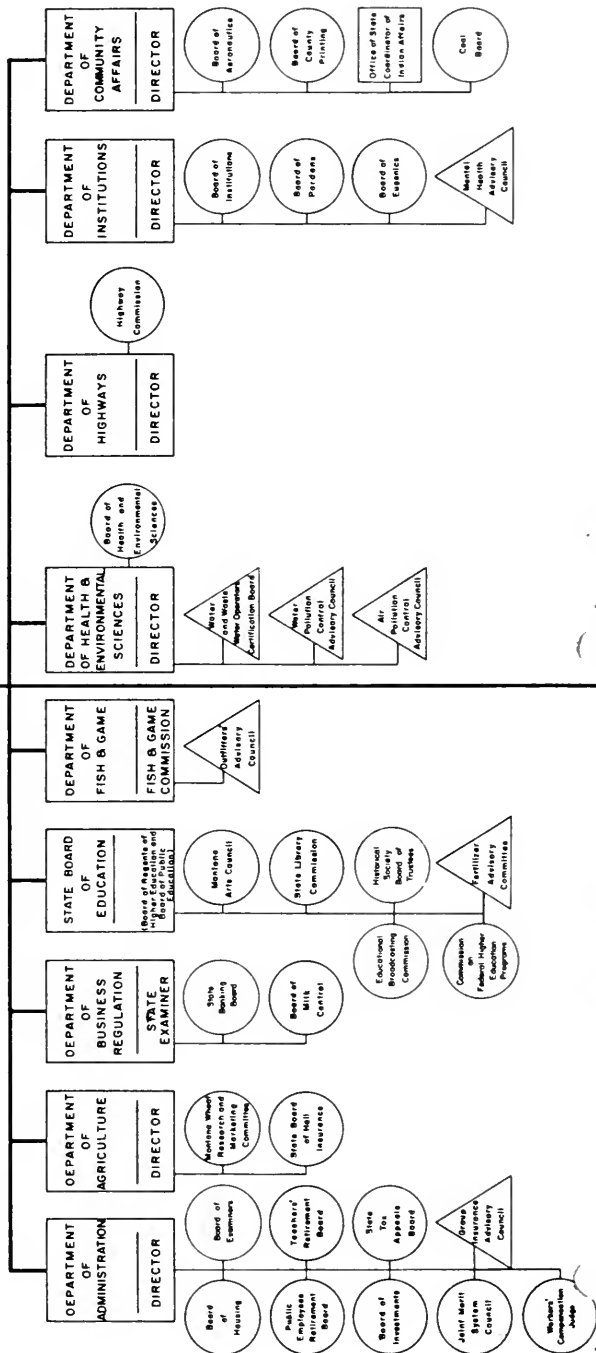 DEPARTMENT
OF
ADMINISTRATION
DIRECTOR
Board
of
Housing
Board of
Examiners
Public
Employees
Retirement
Board
Teachers'
Retirement
Board
Board of
Investments
State
Tax
Appeals
Board
Joint Merit
System
Council
Group
Insurance
Advisory
Council
Workers'
Compensation
Judge
DEPARTMENT
OF
AGRICULTURE
DIRECTOR
Montana Wheat
Research and
Marketing
Committee
State Board
of Hail
Insurance
DEPARTMENT
OF
BUSINESS
REGULATION
STATE
EXAMINER
State
Banking
Board
Board of
Milk
Control
STATE BOARD
OF
EDUCATION
(Board of Regents of
Higher Education and
Board of Public
Education)
Montana
Arts Council
State Library
Commission
Historical
Society
Board of
Trustees
Educational
Broadcasting
Commission
Fertilizer
Advisory
Committee
Commission
on
Federal Higher
Education
Programs
DEPARTMENT
OF
FISH & GAME
FISH & GAME
COMMISSION
Outfitters'
Advisory
Council
DEPARTMENT
OF HEALTH &
ENVIRONMENTAL
SCIENCES
DIRECTOR
Board of
Health and
Environmental
Sciences
Water
and Waste
Water Operators
Certification Board
Water
Pollution
Control
Advisory Council
Air
Pollution
Control
Advisory Council
DEPARTMENT
OF
HIGHWAYS
DIRECTOR
Highway
Commission
DEPARTMENT
OF
INSTITUTIONS
DIRECTOR
Board of
Institutions
Board of
Pardons
Board of
Eugenics
Mental
Health
Advisory
Council
DEPARTMENT
OF
COMMUNITY
AFFAIRS
DIRECTOR
Board of
Aeronautics
Board of
County
Printing
Office of State
Coordinator of
Indian Affairs
Coal
Board